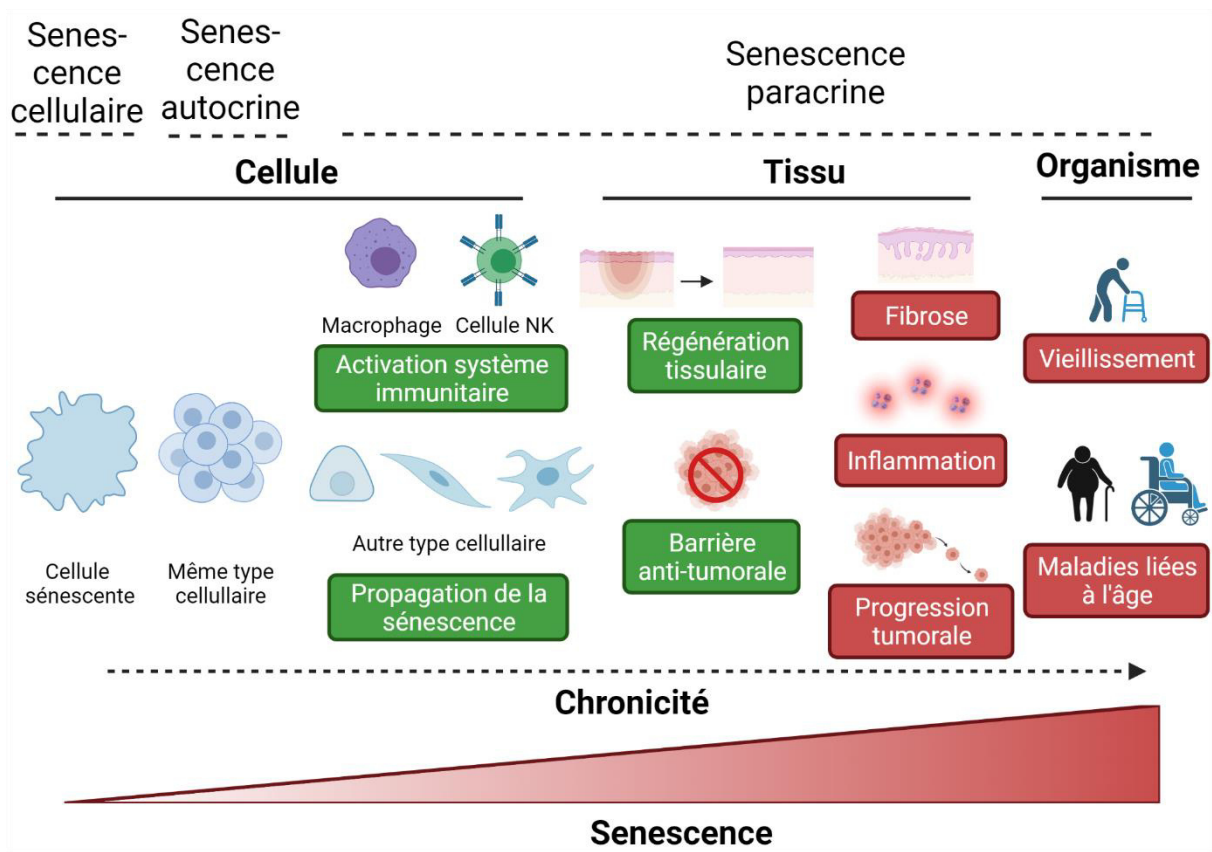 Senes-
cence
cellulaire
Senes-
cence
autocrine
Senescence
paracrine
Cellule
Tissu
Organisme
Macrophage
Cellule NK
Activation système
immunitaire
Régénération
tissulaire
Fibrose
Vieillissement
Inflammation
Autre type cellullaire
Barrière
anti-tumorale
Cellule
sénescente
Même type
cellullaire
Propagation de la
sénescence
Progression
tumorale
Maladies liées
à l'âge
Chronicité
Senescence